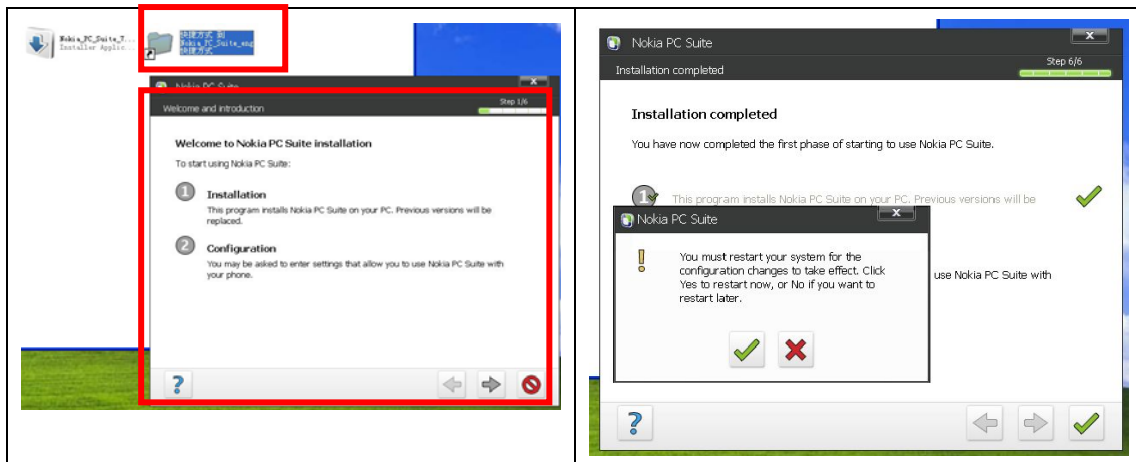 Nokia_PC_Suite_T...
Installer Applic...
快捷方式 到
Nokia_PC_Suite_eng
快捷方式
Nokia PC Suite
Welcome and introduction
Step 1/6
Welcome to Nokia PC Suite installation
To start using Nokia PC Suite:
1
Installation
This program installs Nokia PC Suite on your PC. Previous versions will be
replaced.
2
Configuration
You may be asked to enter settings that allow you to use Nokia PC Suite with
your phone.
?
Nokia PC Suite
x
Installation completed
Step 6/6
Installation completed
You have now completed the first phase of starting to use Nokia PC Suite.
1
This program installs Nokia PC Suite on your PC. Previous versions will be
Nokia PC Suite
x
!
You must restart your system for the
configuration changes to take effect. Click
Yes to restart now, or No if you want to
restart later.
use Nokia PC Suite with
?